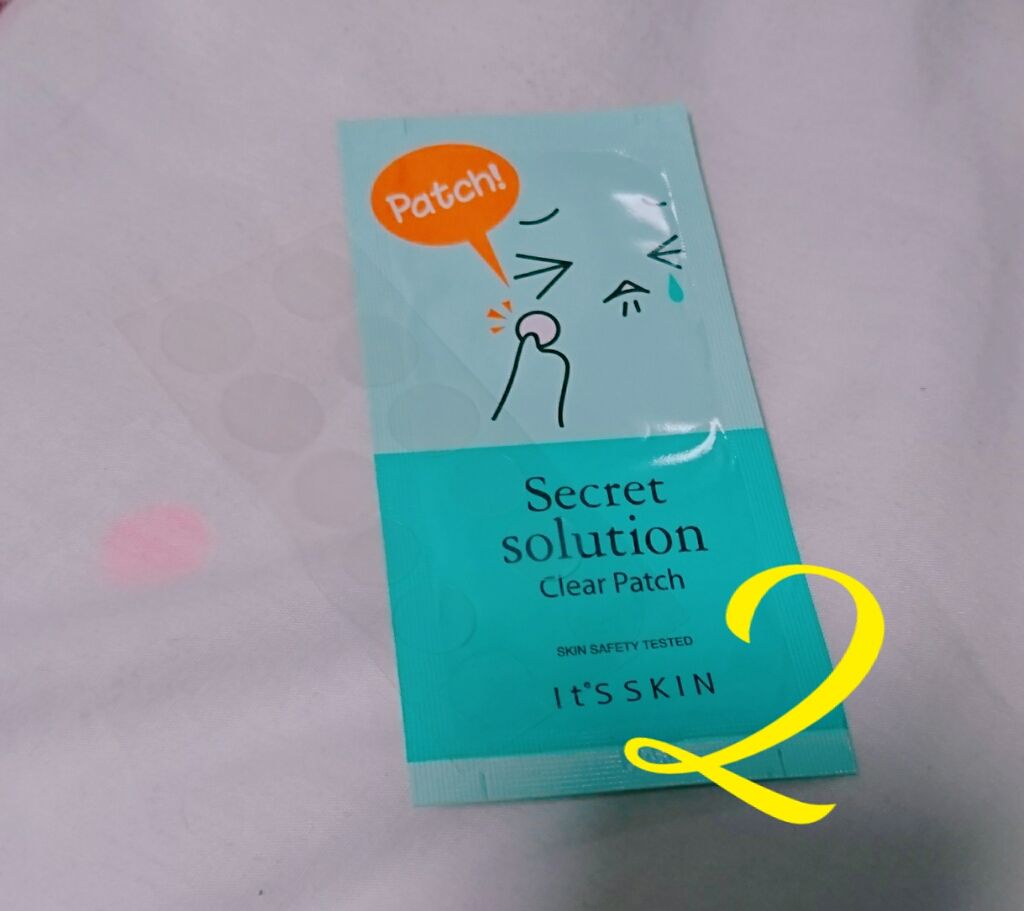 Patch!
Secret
solution
Clear Patch
SKIN SAFETY TESTED
It'S SKIN
2